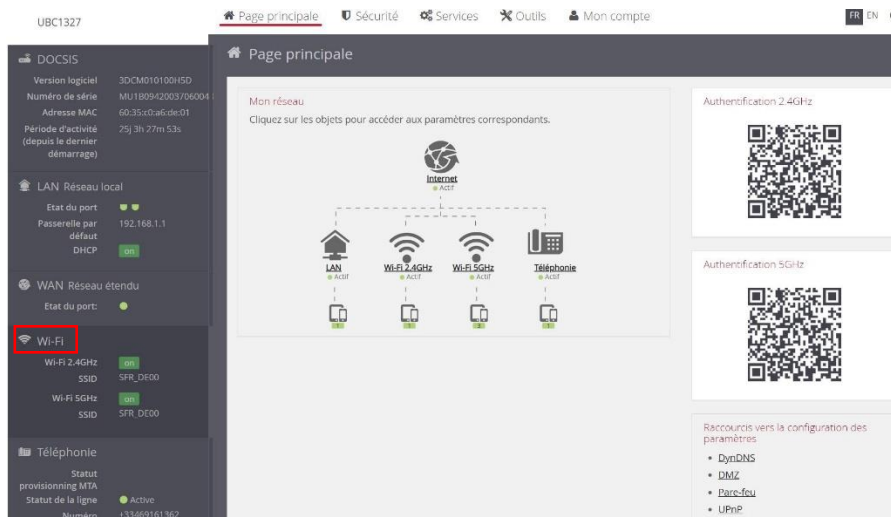 UBC1327
Page principale
Sécurité
Services
Outils
Mon compte
FR EN
DOCSIS
Version logiciel 3DCM010100H5D
Numéro de série MU1B0942003706004
Adresse MAC 60:35:c0:a6:de:01
Période d'activité (depuis le dernier démarrage) 25j 3h 27m 53s
LAN Réseau local
Etat du port
Passerelle par défaut 192.168.1.1
DHCP on
WAN Réseau étendu
Etat du port:
Wi-Fi
Wi-Fi 2.4GHz on
SSID SFR_DE00
Wi-Fi 5GHz on
SSID SFR_DE00
Téléphonie
Statut provisionning MTA
Statut de la ligne Active
Numéro +33469161362
Page principale
Mon réseau
Cliquez sur les objets pour accéder aux paramètres correspondants.
Internet
Actif
LAN
Actif
Wi-Fi 2.4GHz
Actif
Wi-Fi 5GHz
Actif
Téléphonie
Actif
1
1
3
1
Authentification 2.4GHz
Authentification 5GHz
Raccourcis vers la configuration des
paramètres
DynDNS
DMZ
Pare-feu
UPnP